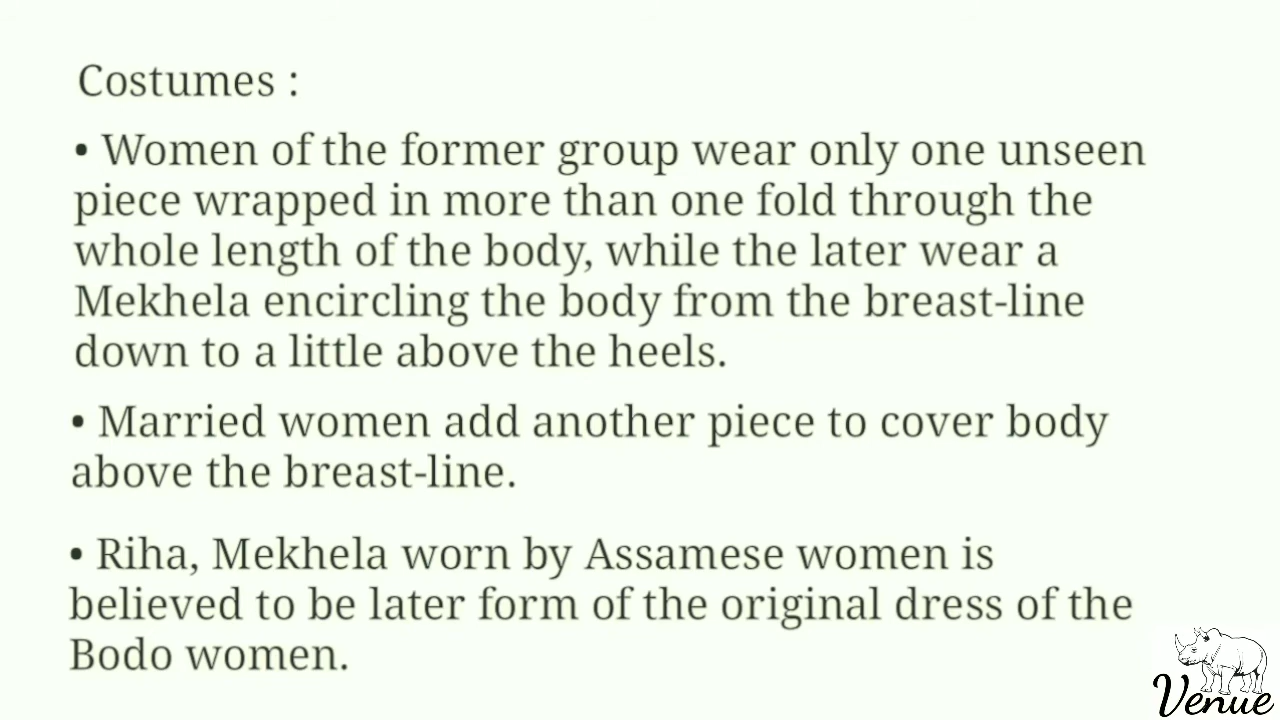 Costumes :
• Women of the former group wear only one unseen
piece wrapped in more than one fold through the
whole length of the body, while the later wear a
Mekhela encircling the body from the breast-line
down to a little above the heels.
• Married women add another piece to cover body
above the breast-line.
• Riha, Mekhela worn by Assamese women is
believed to be later form of the original dress of the
Bodo women.
Venue